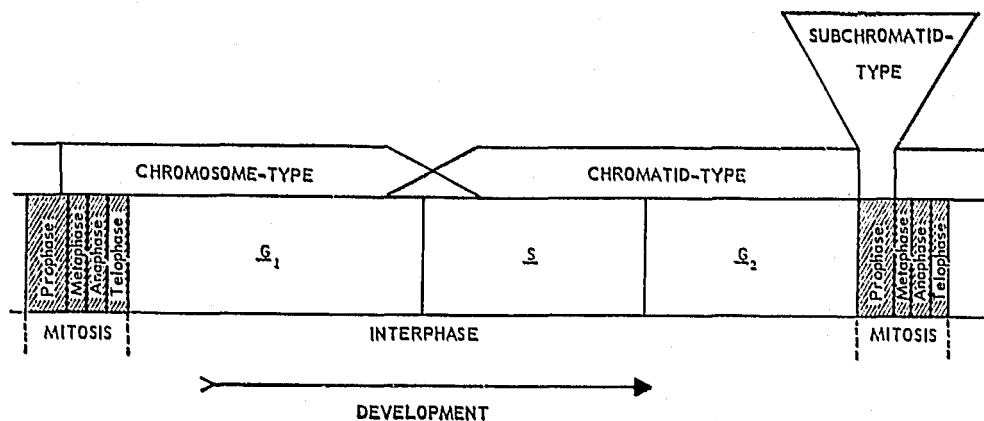 SUBCHROMATID-
TYPE
CHROMOSOME-TYPE
CHROMATID-TYPE
Prophase
Metaphase
Anaphase
Telophase
G₁
S
G₂
Prophase
Metaphase
Anaphase
Telophase
MITOSIS
INTERPHASE
MITOSIS
DEVELOPMENT